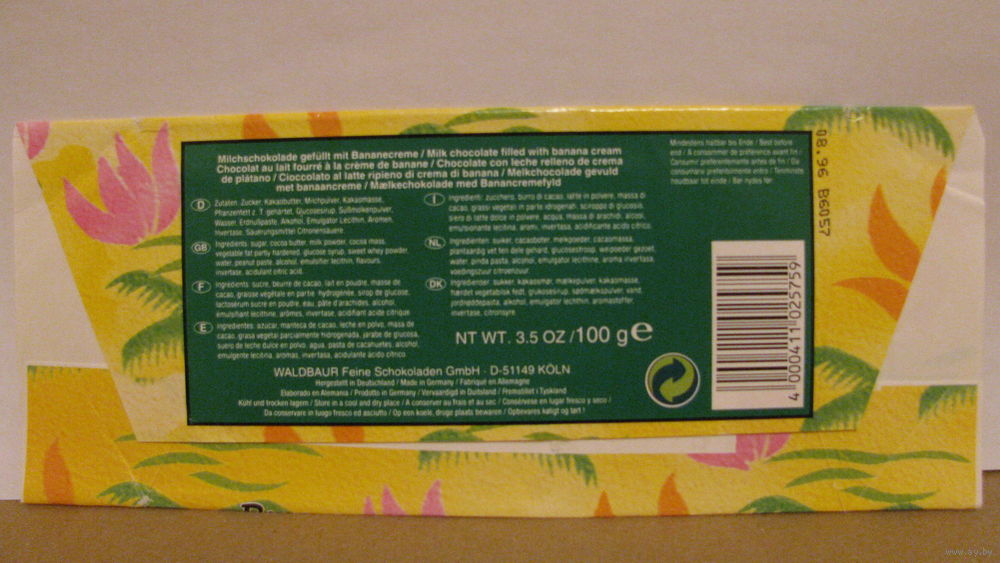 Milchschokolade gefüllt mit Bananecreme / Milk chocolate filled with banana cream
Chocolat au lait fourré à la crème de banane / Chocolate con leche relleno de crema
de plátano / Cioccolato al latte ripieno di crema di banana / Melkchocolade gevuld
met banaancreme / Mælkechokolade med Banancremefyld
D Zutaten: Zucker, Kakaobutter, Milchpulver, Kakaomasse,
Pflanzenfett z. T. gehärtet, Glucosesirup, Süßmolkenpulver,
Wasser, Erdnußpaste, Alkohol, Emulgator Lecithin, Aromen,
Invertase, Säuerungsmittel Citronensäure.
GB Ingredients: sugar, cocoa butter, milk powder, cocoa mass,
vegetable fat partly hardened, glucose syrup, sweet whey powder,
water, peanut paste, alcohol, emulsifier lecithin, flavours,
invertase, acidulant citric acid.
F Ingrédients: sucre, beurre de cacao, lait en poudre, masse de
cacao, graisse végétale en partie hydrogénée, sirop de glucose,
lactosérum sucre en poudre, eau, pâte d'arachides, alcool,
émulsifiant lécithine, arômes, invertase, acidifiant acide citrique
E Ingredientes: azúcar, manteca de cacao, leche en polvo, masa de
cacao, grasa vegetal parcialmente hidrogenada, jarabe de glucosa,
suero de leche dulce en polvo, agua, pasta de cacahuetes, alcohol,
emulgente lecitina, aromas, invertasa, acidulante ácido cítrico
I Ingredienti: zucchero, burro di cacao, latte in polvere, massa di
cacao, grassi vegetali in parte idrogenati, sciroppo di glucosio,
siero di latte dolce in polvere, acqua, massa di arachidi, alcool,
emulsionante lecitina, aromi, invertasi, acidificante acido citrico.
NL Ingrediënten: suiker, cacaoboter, melkpoeder, cacaomassa,
plantaardig vet ten dele gehard, glucosestroop, wei-poeder gezoet,
water, pinda pasta, alcohol, emulgator lecithine, aroma invertasa,
voedingszuur citroenzuur.
DK Ingredienser: sukker, kakaosmør, mælkepulver, kakaomasse,
hærdet vegetabilsk fedt, glukosesirup, sødmælkspulver, vand,
jordnøddepasta, alkohol, emulgator lecithin, aromastoffer,
invertase, citronsyre
NT WT. 3.5 OZ /100 g e
WALDBAUR Feine Schokoladen GmbH · D-51149 KÖLN
Hergestellt in Deutschland / Made in Germany / Fabriqué en Allemagne
Elaborado en Alemania / Prodotto in Germany / Vervaardigd in Duitsland / Fremstillet i Tyskland
Kühl und trocken lagern / Store in a cool and dry place / A conserver au frais et au sec / Consérvese en lugar fresco y seco /
Da conservare in luogo fresco ed asciutto / Op een koele, droge plaats bewaren / Opbevares køligt og tørt !
Mindestens haltbar bis Ende / Best before
end / A consommer de préférence avant fin /
Consumir preferentemente antes de fin / Da
consumarsi preferibilmente entro / Tenminste
houdbaar tot einde / Bør nydes før:
08.96 B6057
4 000411 025759
www.ay.by